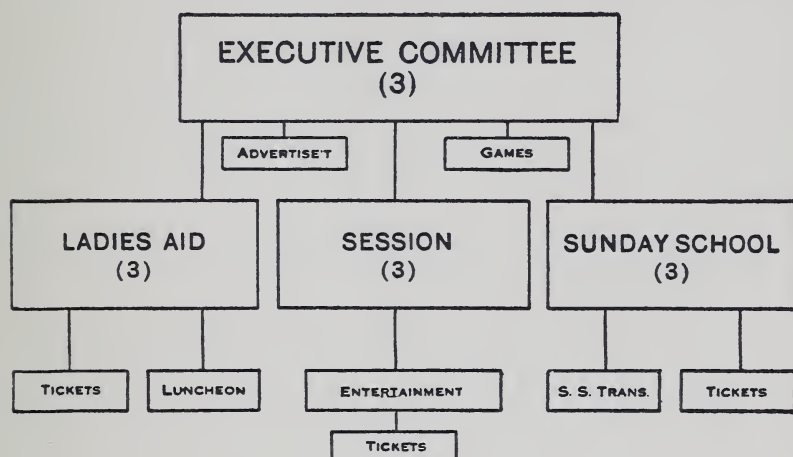 EXECUTIVE COMMITTEE
(3)
ADVERTISE'T
GAMES
LADIES AID
(3)
SESSION
(3)
SUNDAY SCHOOL
(3)
TICKETS
LUNCHEON
ENTERTAINMENT
S. S. TRANS.
TICKETS
TICKETS